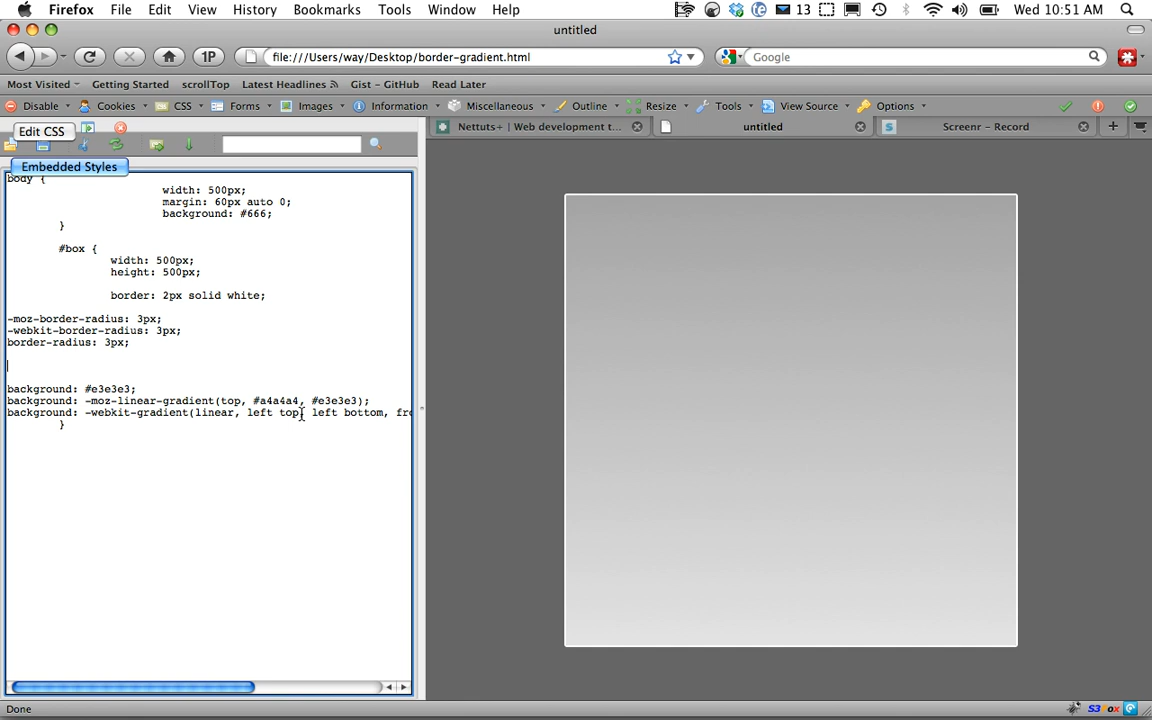 Firefox File Edit View History Bookmarks Tools Window Help 13 Wed 10:51 AM
untitled
1P file:///Users/way/Desktop/border-gradient.html Google
Most Visited Getting Started scrollTop Latest Headlines Gist - GitHub Read Later
Disable Cookies CSS Forms Images Information Miscellaneous Outline Resize Tools View Source Options
Edit CSS
Nettuts+ | Web development t... untitled Screenr - Record
Embedded Styles
body {
width: 500px;
margin: 60px auto 0;
background: #666;
}
#box {
width: 500px;
height: 500px;
border: 2px solid white;
-moz-border-radius: 3px;
-webkit-border-radius: 3px;
border-radius: 3px;
background: #e3e3e3;
background: -moz-linear-gradient(top, #a4a4a4, #e3e3e3);
background: -webkit-gradient(linear, left top, left bottom, fro
}
Done S3Fox